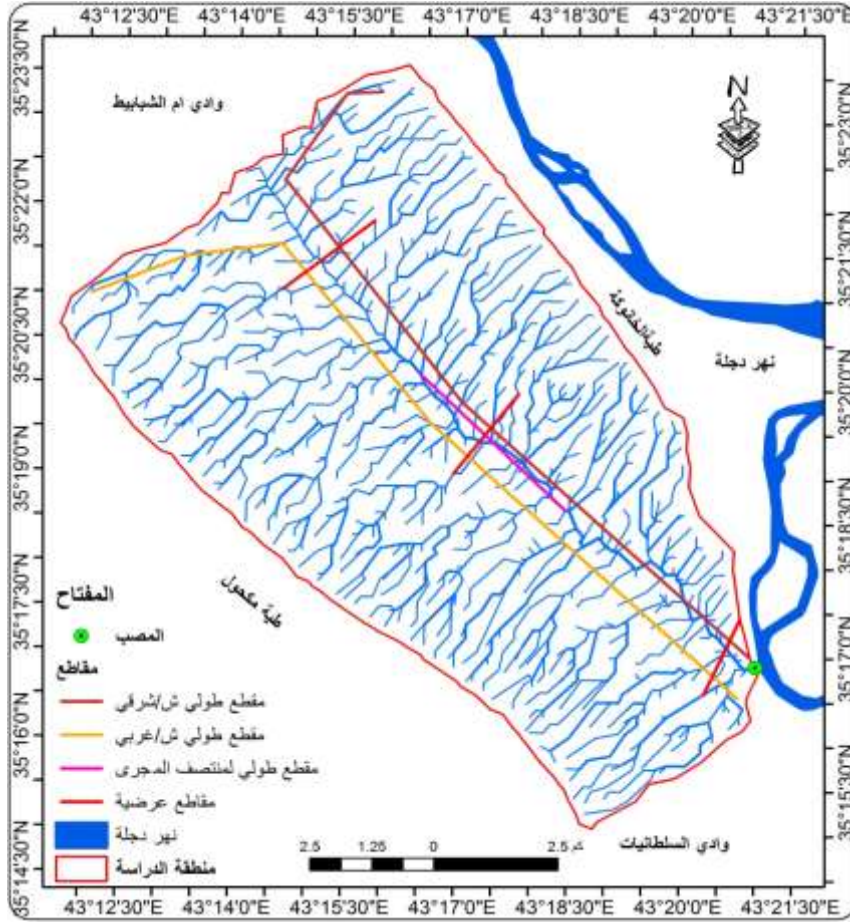 43°12'30"E 43°14'0"E 43°15'30"E 43°17'0"E 43°18'30"E 43°20'0"E 43°21'30"E
35°23'30"N
35°22'0"N
35°20'30"N
35°19'0"N
35°17'30"N
35°16'0"N
35°14'30"N
35°23'0"N
35°21'30"N
35°20'0"N
35°18'30"N
35°17'0"N
35°15'30"N
N
وادي ام الشبابيط
طية الخانوكة
نهر دجلة
طية مكحول
وادي السلطانيات
المفتاح
المصب
مقاطع
مقطع طولي ش/شرقي
مقطع طولي ش/غربي
مقطع طولي لمنتصف المجرى
مقاطع عرضية
نهر دجلة
منطقة الدراسة
2.5 1.25 0 2.5 كم
43°12'30"E 43°14'0"E 43°15'30"E 43°17'0"E 43°18'30"E 43°20'0"E 43°21'30"E